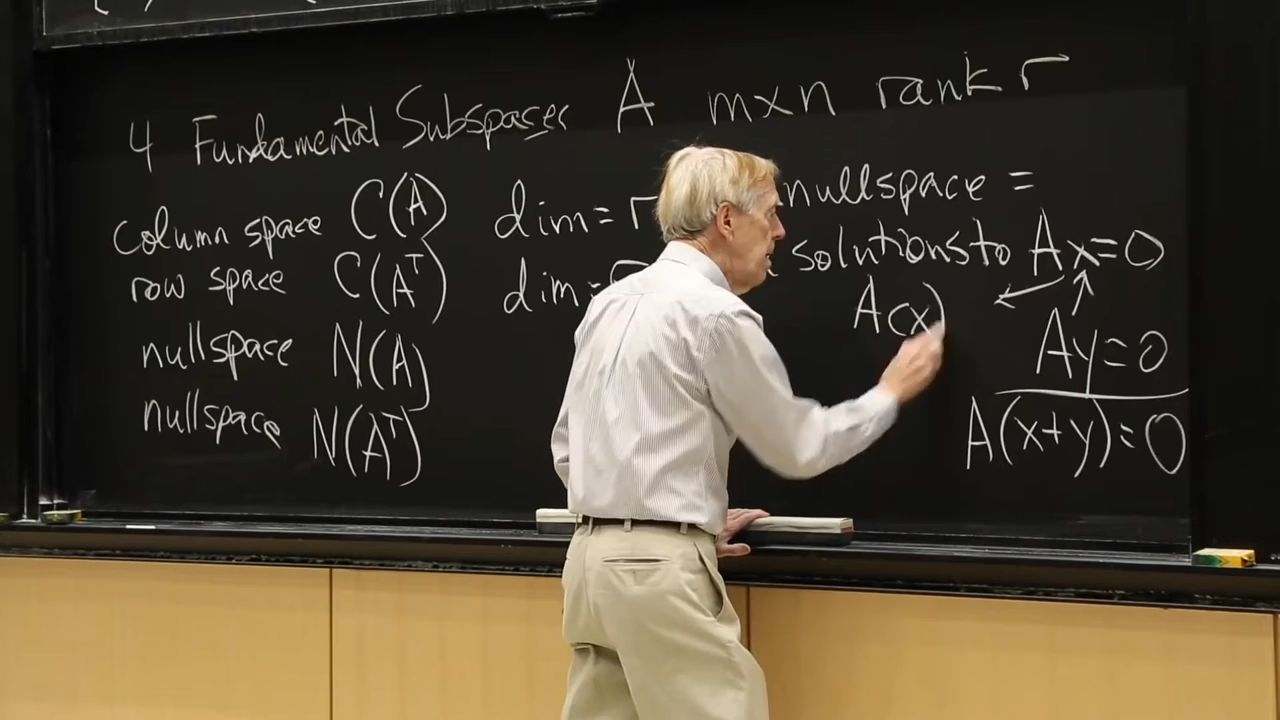 4 Fundamental Subspaces A m×n rank r
column space C(A) dim = r
row space C(Aᵀ) dim =
nullspace N(A)
nullspace N(Aᵀ)
nullspace =
solutions to Ax=0
A(x)
Ay=0
A(x+y)=0